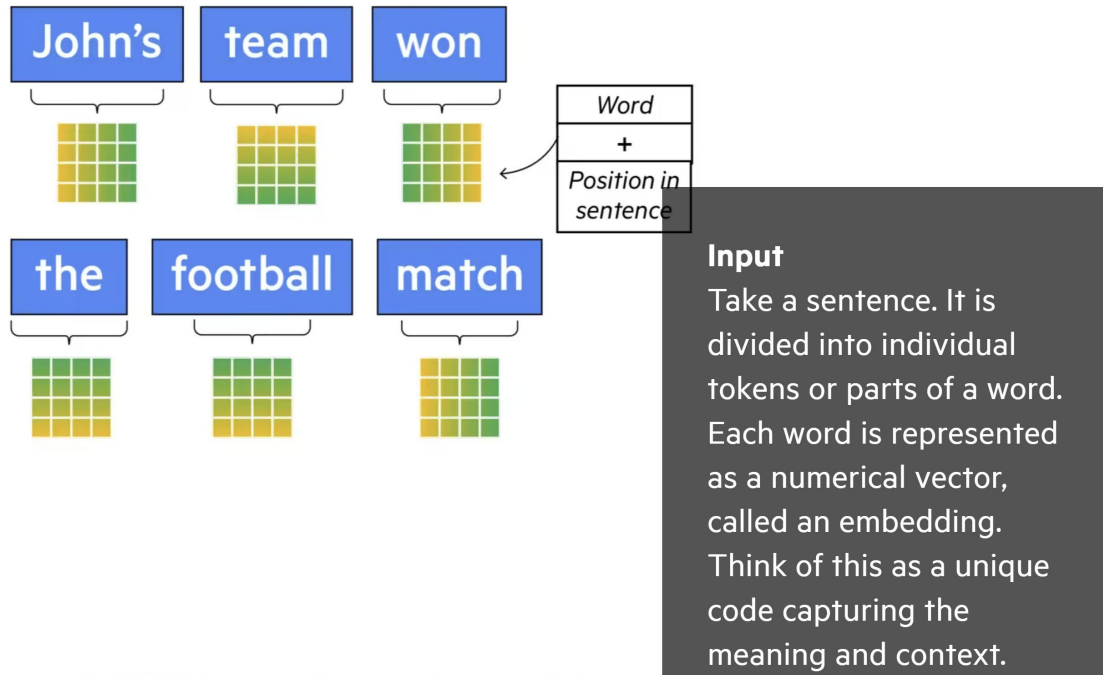 John’s team won
Word
+
Position in
sentence
the football match
Input
Take a sentence. It is
divided into individual
tokens or parts of a word.
Each word is represented
as a numerical vector,
called an embedding.
Think of this as a unique
code capturing the
meaning and context.